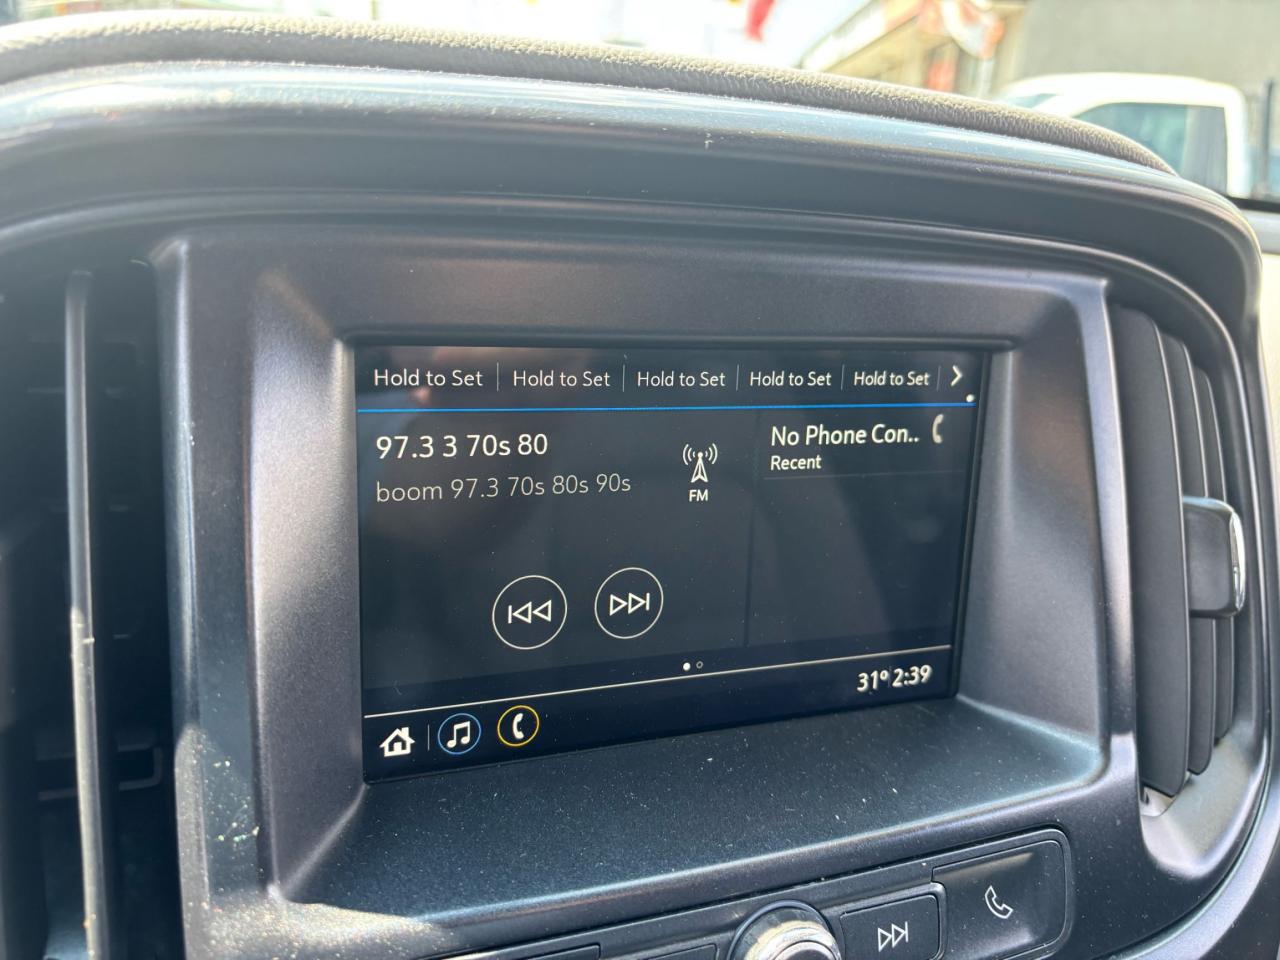 Hold to Set Hold to Set Hold to Set Hold to Set Hold to Set
97.3 3 70s 80
boom 97.3 70s 80s 90s
FM
No Phone Con..
Recent
31° 2:39